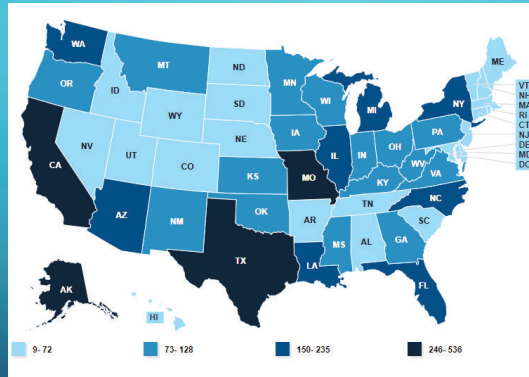 WA
ME
MT
ND
MN
VT
OR
NH
ID
SD
WI
MI
NY
MA
WY
RI
CT
IA
PA
NJ
NE
DE
NV
IL
IN
OH
MD
UT
CO
WV
VA
DC
CA
KS
MO
KY
NC
TN
AZ
NM
OK
AR
SC
MS
AL
GA
TX
LA
FL
AK
HI
9- 72
73- 128
150- 235
246- 536